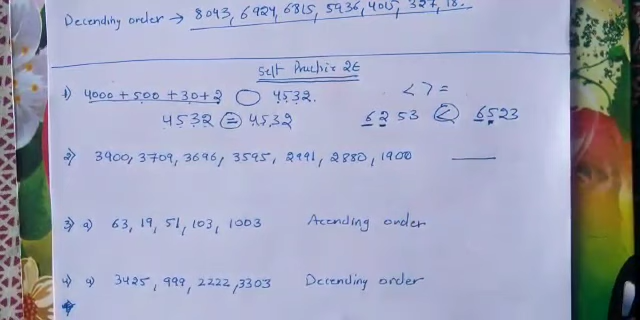 Decending order → 8043, 6924, 6815, 5936, 4015, 327, 18.
Self Practice 2E
1) 4000 + 500 + 30 + 2 ◯ 4532. < > =
4532 = 4532 6253 < 6523
2) 3900, 3709, 3696, 3595, 2991, 2880, 1900
3) a) 63, 19, 51, 103, 1003 Acending order
4) a) 3425, 999, 2222, 3303 Decending order